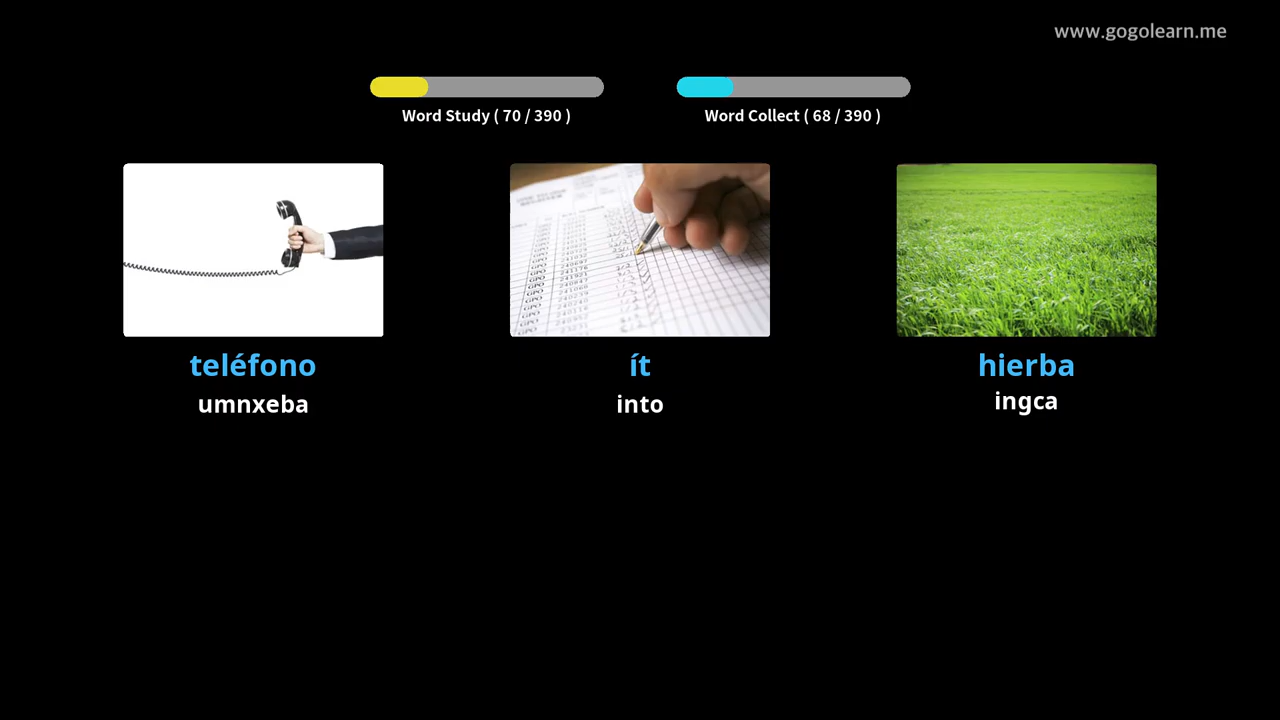 www.gogolearn.me
Word Study ( 70 / 390 )
Word Collect ( 68 / 390 )
teléfono
umnxeba
ít
into
hierba
ingca